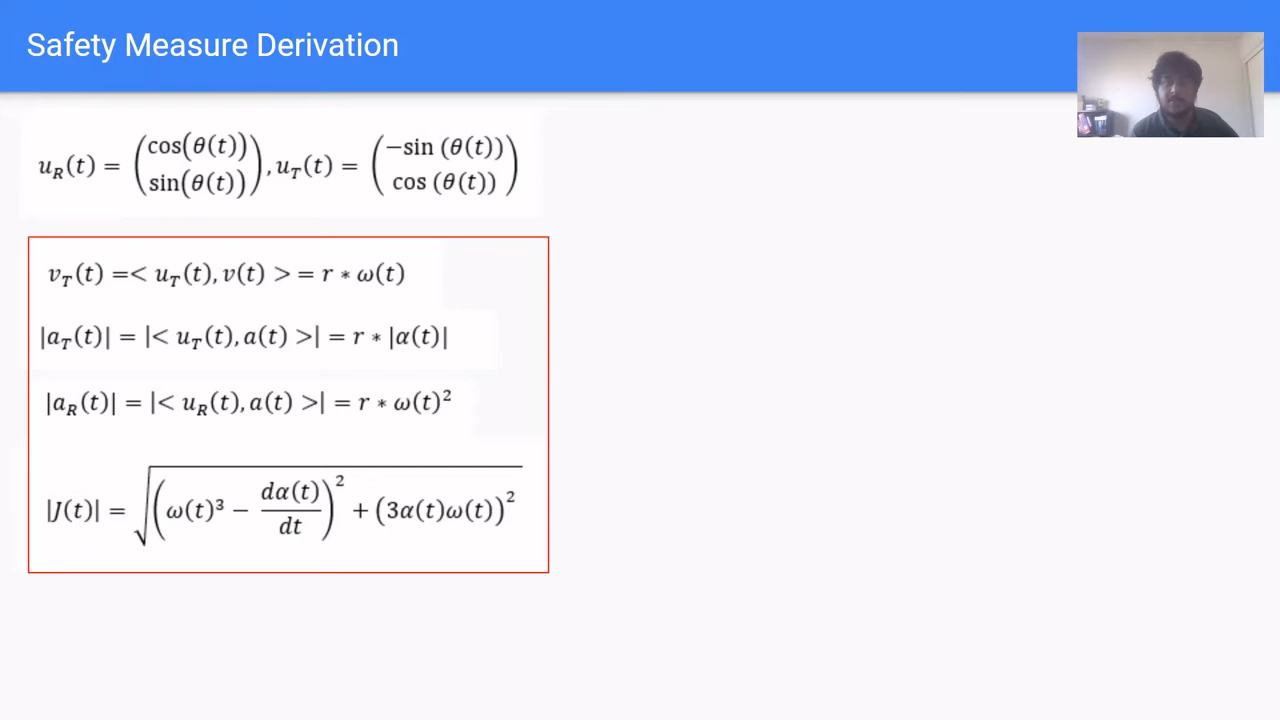 Safety Measure Derivation
u_R(t) = (cos(θ(t)) sin(θ(t))), u_T(t) = (−sin (θ(t)) cos (θ(t)))
v_T(t) =< u_T(t), v(t) > = r * ω(t)
|a_T(t)| = |< u_T(t), a(t) >| = r * |α(t)|
|a_R(t)| = |< u_R(t), a(t) >| = r * ω(t)²
|J(t)| = √((ω(t)³ − dα(t)/dt)² + (3α(t)ω(t))²)